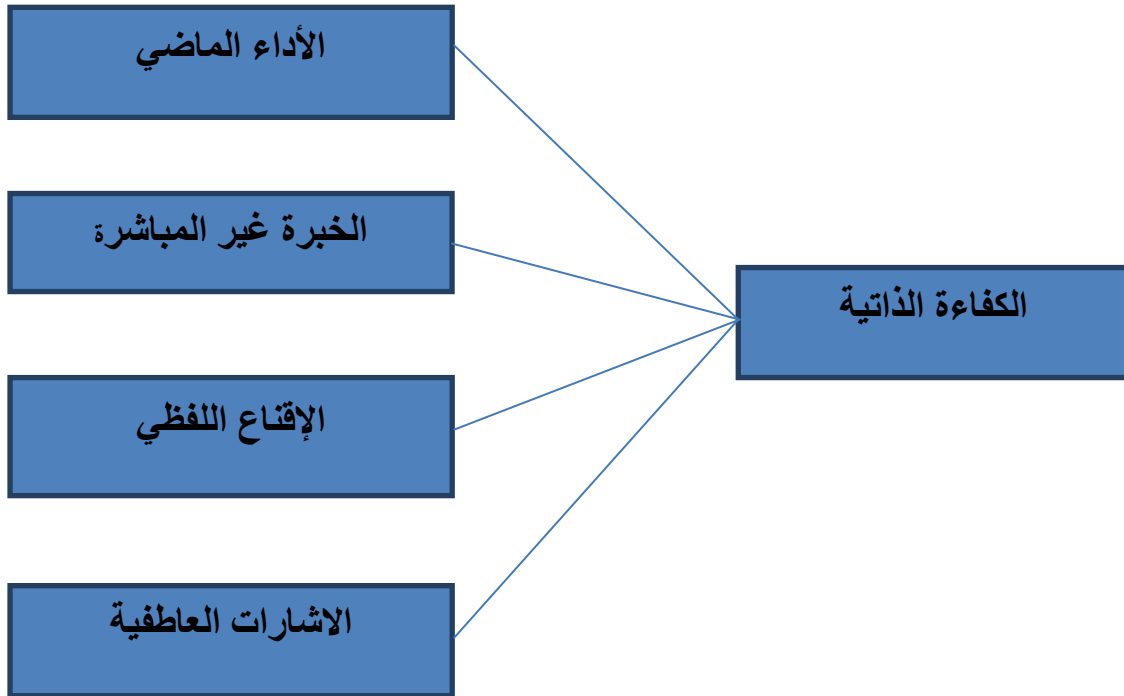 الأداء الماضي
الخبرة غير المباشرة
الكفاءة الذاتية
الإقناع اللفظي
الاشارات العاطفية